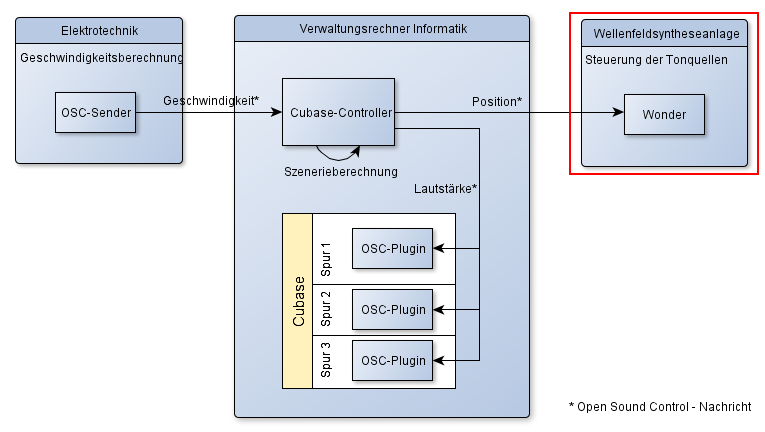 Elektrotechnik
Geschwindigkeitsberechnung
OSC-Sender
Geschwindigkeit*
Verwaltungsrechner Informatik
Cubase-Controller
Szenerieberechnung
Position*
Lautstärke*
Cubase
Spur 1
OSC-Plugin
Spur 2
OSC-Plugin
Spur 3
OSC-Plugin
Wellenfeldsyntheseanlage
Steuerung der Tonquellen
Wonder
* Open Sound Control - Nachricht